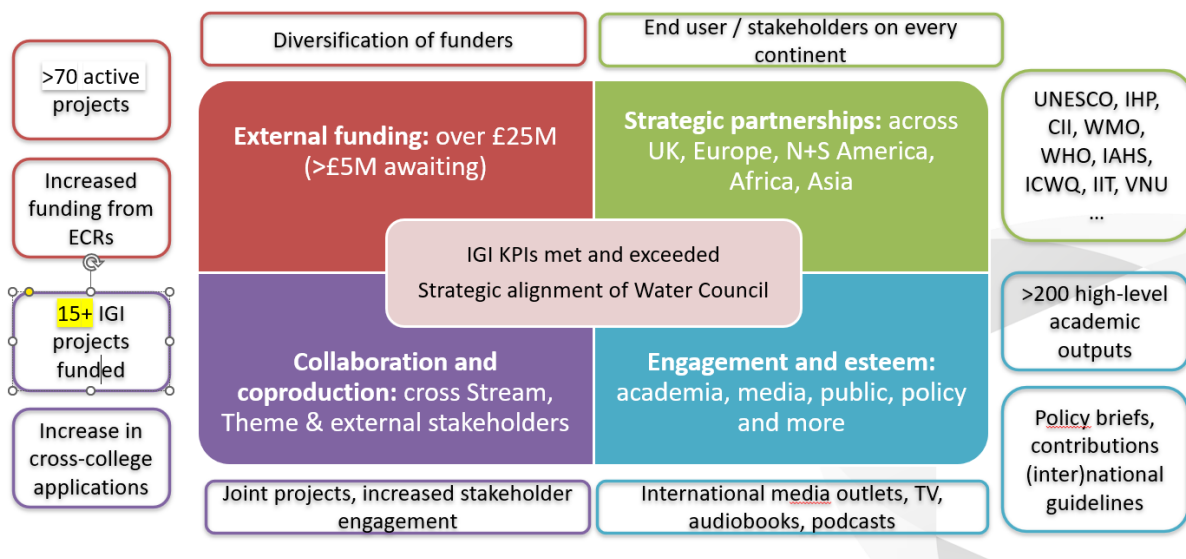 Diversification of funders
End user / stakeholders on every
continent
>70 active
projects
Increased
funding from
ECRs
15+ IGI
projects
funded
Increase in
cross-college
applications
External funding: over £25M
(>£5M awaiting)
Strategic partnerships: across
UK, Europe, N+S America,
Africa, Asia
IGI KPIs met and exceeded
Strategic alignment of Water Council
Collaboration and
coproduction: cross Stream,
Theme & external stakeholders
Engagement and esteem:
academia, media, public, policy
and more
UNESCO, IHP,
CII, WMO,
WHO, IAHS,
ICWQ, IIT, VNU
...
>200 high-level
academic
outputs
Policy briefs,
contributions
(inter)national
guidelines
Joint projects, increased stakeholder
engagement
International media outlets, TV,
audiobooks, podcasts